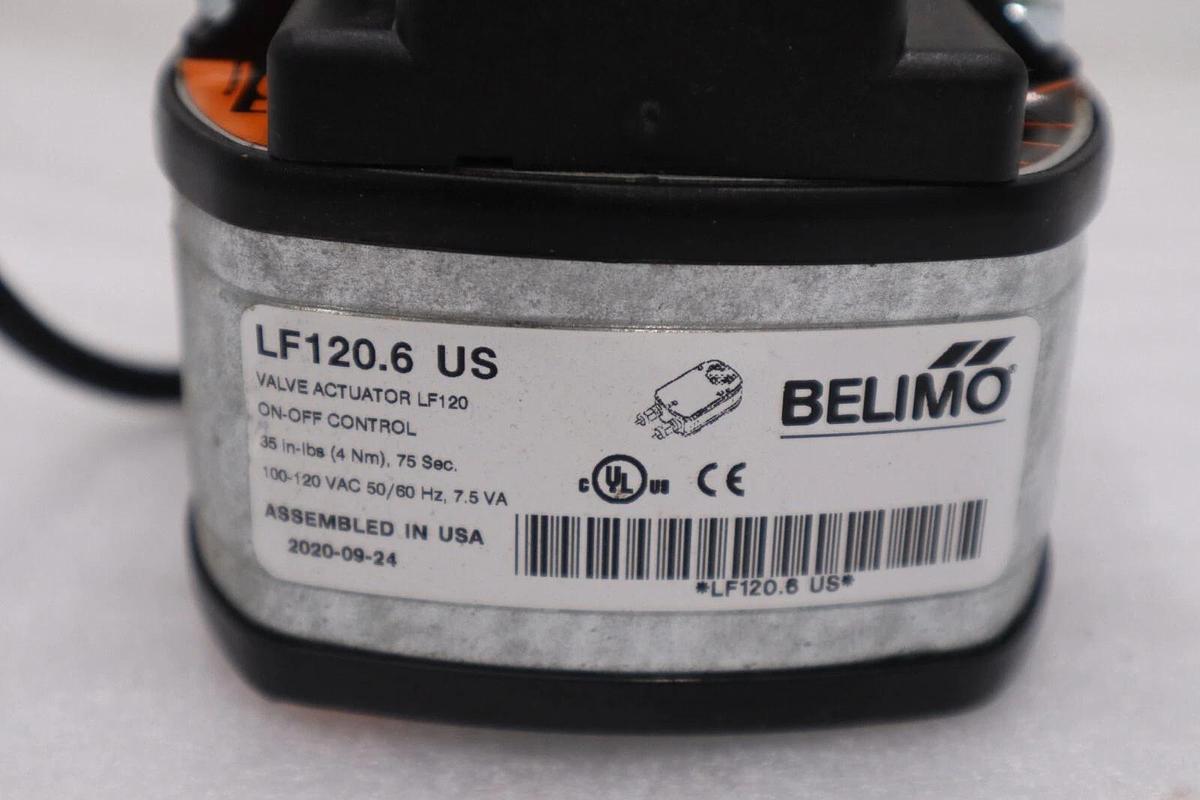 LF120.6 US
VALVE ACTUATOR LF120
ON-OFF CONTROL
35 in-lbs (4 Nm), 75 Sec.
100-120 VAC 50/60 Hz, 7.5 VA
ASSEMBLED IN USA
2020-09-24
BELIMO®
C UL US CE
*LF120.6 US*